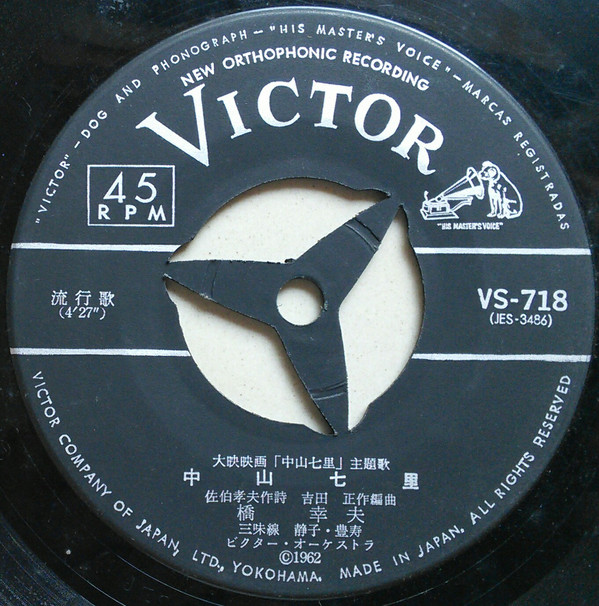 "VICTOR" — DOG AND PHONOGRAPH — "HIS MASTER'S VOICE" — MARCAS REGISTRADAS
NEW ORTHOPHONIC RECORDING
VICTOR
45
RPM
"HIS MASTER'S VOICE"
流行歌
(4'27")
VS-718
(JES-3486)
大映映画「中山七里」主題歌
中山七里
佐伯孝夫作詩 吉田 正作編曲
橋幸夫
三味線 静子・豊寿
ビクター・オーケストラ
©1962
VICTOR COMPANY OF JAPAN, LTD., YOKOHAMA. MADE IN JAPAN. ALL RIGHTS RESERVED